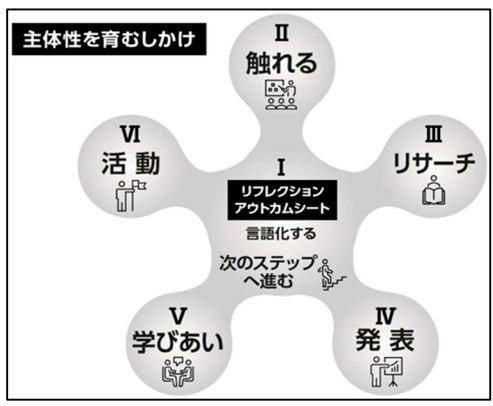 主体性を育むしかけ
Ⅱ
触れる
Ⅵ
活動
Ⅲ
リサーチ
Ⅰ
リフレクション
アウトカムシート
言語化する
次のステップ
へ進む
Ⅴ
学びあい
Ⅳ
発表